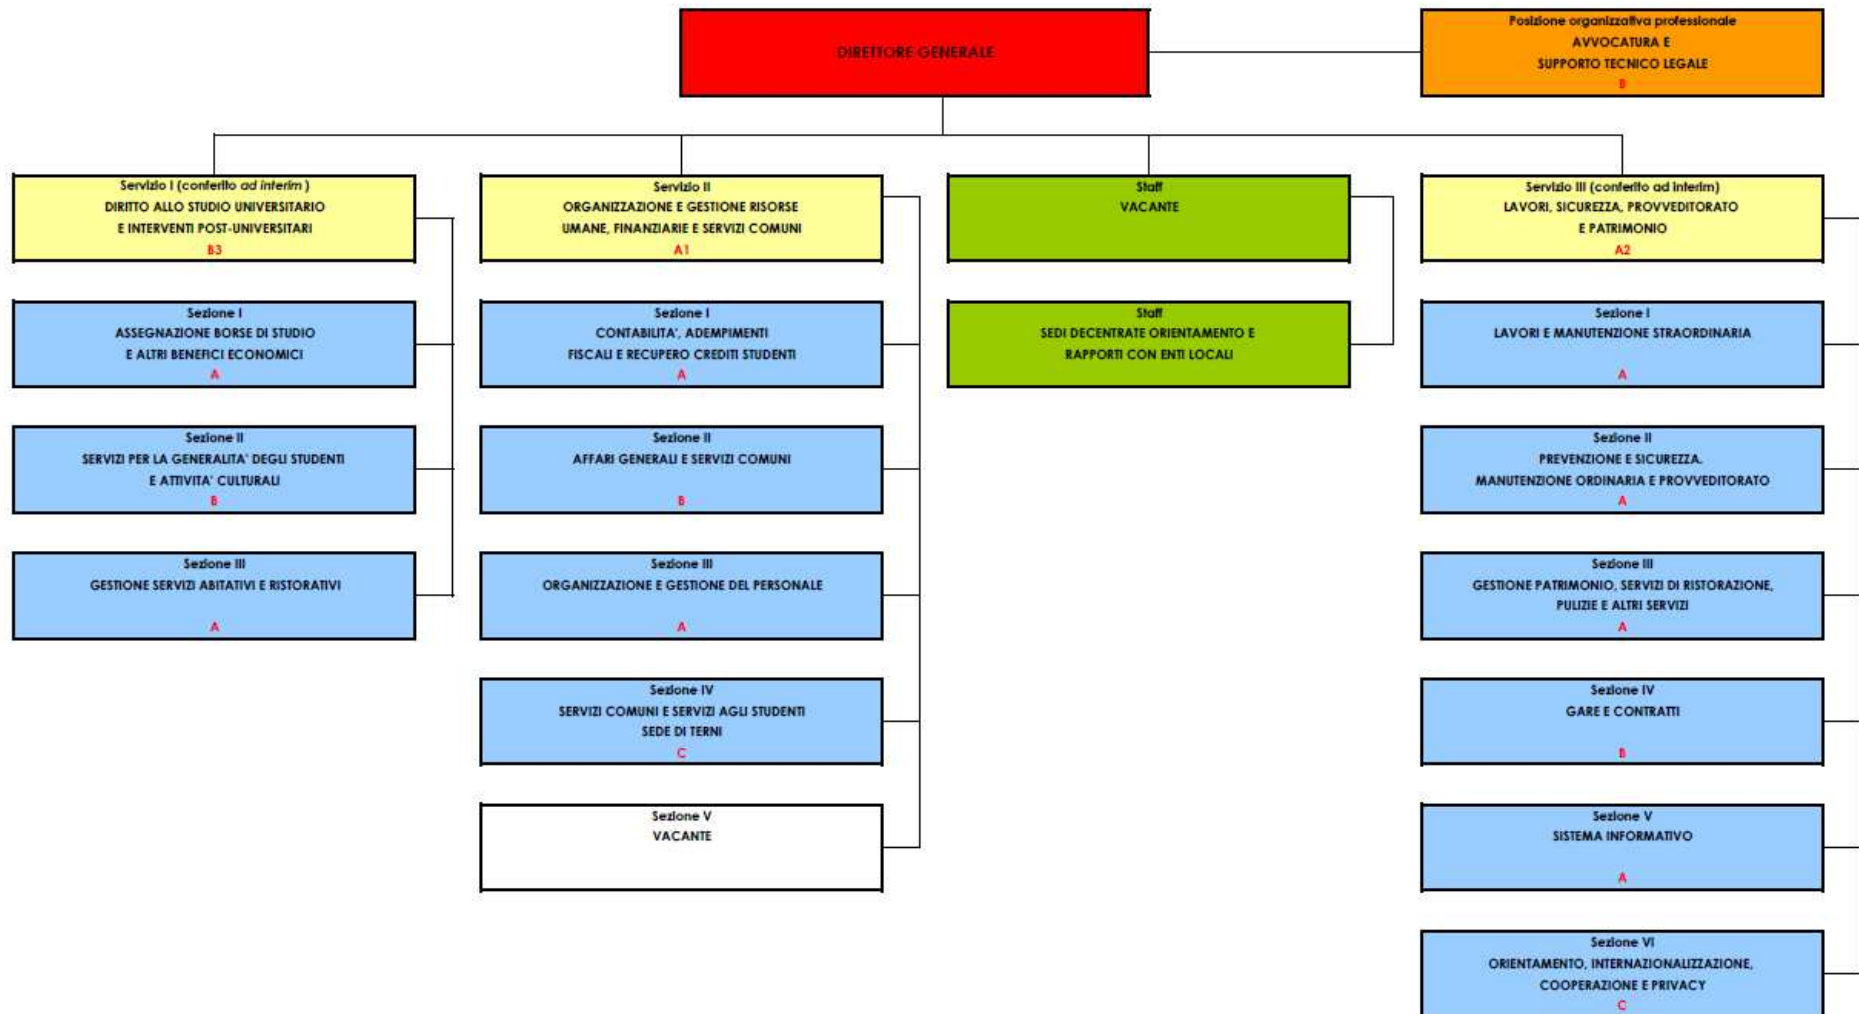 DIRETTORE GENERALE
Posizione organizzativa professionale
AVVOCATURA E
SUPPORTO TECNICO LEGALE
B
Servizio I (conferito ad interim )
DIRITTO ALLO STUDIO UNIVERSITARIO
E INTERVENTI POST-UNIVERSITARI
B3
Sezione I
ASSEGNAZIONE BORSE DI STUDIO
E ALTRI BENEFICI ECONOMICI
A
Sezione II
SERVIZI PER LA GENERALITA' DEGLI STUDENTI
E ATTIVITA' CULTURALI
B
Sezione III
GESTIONE SERVIZI ABITATIVI E RISTORATIVI
A
Servizio II
ORGANIZZAZIONE E GESTIONE RISORSE
UMANE, FINANZIARIE E SERVIZI COMUNI
A1
Sezione I
CONTABILITA', ADEMPIMENTI
FISCALI E RECUPERO CREDITI STUDENTI
A
Sezione II
AFFARI GENERALI E SERVIZI COMUNI
B
Sezione III
ORGANIZZAZIONE E GESTIONE DEL PERSONALE
A
Sezione IV
SERVIZI COMUNI E SERVIZI AGLI STUDENTI
SEDE DI TERNI
C
Sezione V
VACANTE
Staff
VACANTE
Staff
SEDI DECENTRATE ORIENTAMENTO E
RAPPORTI CON ENTI LOCALI
Servizio III (conferito ad interim)
LAVORI, SICUREZZA, PROVVEDITORATO
E PATRIMONIO
A2
Sezione I
LAVORI E MANUTENZIONE STRAORDINARIA
A
Sezione II
PREVENZIONE E SICUREZZA.
MANUTENZIONE ORDINARIA E PROVVEDITORATO
A
Sezione III
GESTIONE PATRIMONIO, SERVIZI DI RISTORAZIONE,
PULIZIE E ALTRI SERVIZI
A
Sezione IV
GARE E CONTRATTI
B
Sezione V
SISTEMA INFORMATIVO
A
Sezione VI
ORIENTAMENTO, INTERNAZIONALIZZAZIONE,
COOPERAZIONE E PRIVACY
C